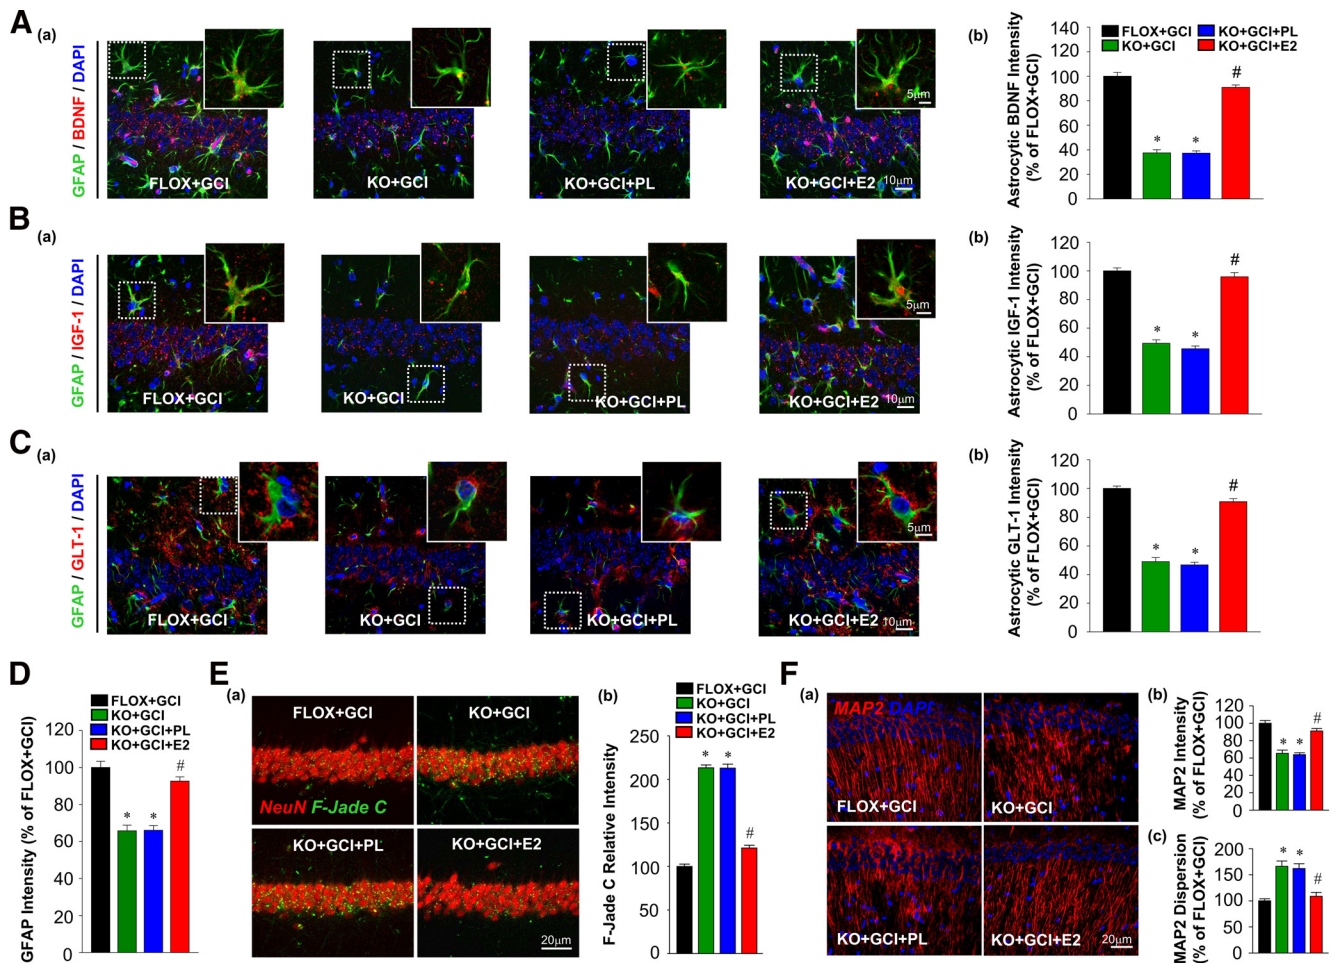 A
(a)
GFAP / BDNF / DAPI
FLOX+GCI
KO+GCI
KO+GCI+PL
5μm
KO+GCI+E2
10μm
(b)
Astrocytic BDNF Intensity
(% of FLOX+GCI)
FLOX+GCI
KO+GCI
KO+GCI+PL
KO+GCI+E2
140
120
100
80
60
40
20
0
*
*
#
B
(a)
GFAP / IGF-1 / DAPI
FLOX+GCI
KO+GCI
KO+GCI+PL
5μm
KO+GCI+E2
10μm
(b)
Astrocytic IGF-1 Intensity
(% of FLOX+GCI)
120
100
80
60
40
20
0
*
*
#
C
(a)
GFAP / GLT-1 / DAPI
FLOX+GCI
KO+GCI
KO+GCI+PL
5μm
KO+GCI+E2
10μm
(b)
Astrocytic GLT-1 Intensity
(% of FLOX+GCI)
120
100
80
60
40
20
0
*
*
#
D
FLOX+GCI
KO+GCI
KO+GCI+PL
KO+GCI+E2
GFAP Intensity (% of FLOX+GCI)
120
100
80
60
40
20
0
*
*
#
E
(a)
FLOX+GCI
KO+GCI
NeuN F-Jade C
KO+GCI+PL
KO+GCI+E2
20μm
(b)
FLOX+GCI
KO+GCI
KO+GCI+PL
KO+GCI+E2
F-Jade C Relative Intensity
250
200
150
100
50
0
*
*
#
F
(a)
MAP2 DAPI
FLOX+GCI
KO+GCI
KO+GCI+PL
KO+GCI+E2
20μm
(b)
MAP2 Intensity
(% of FLOX+GCI)
120
100
80
60
40
20
0
*
*
#
(c)
MAP2 Dispersion
(% of FLOX+GCI)
200
150
100
50
0
*
*
#